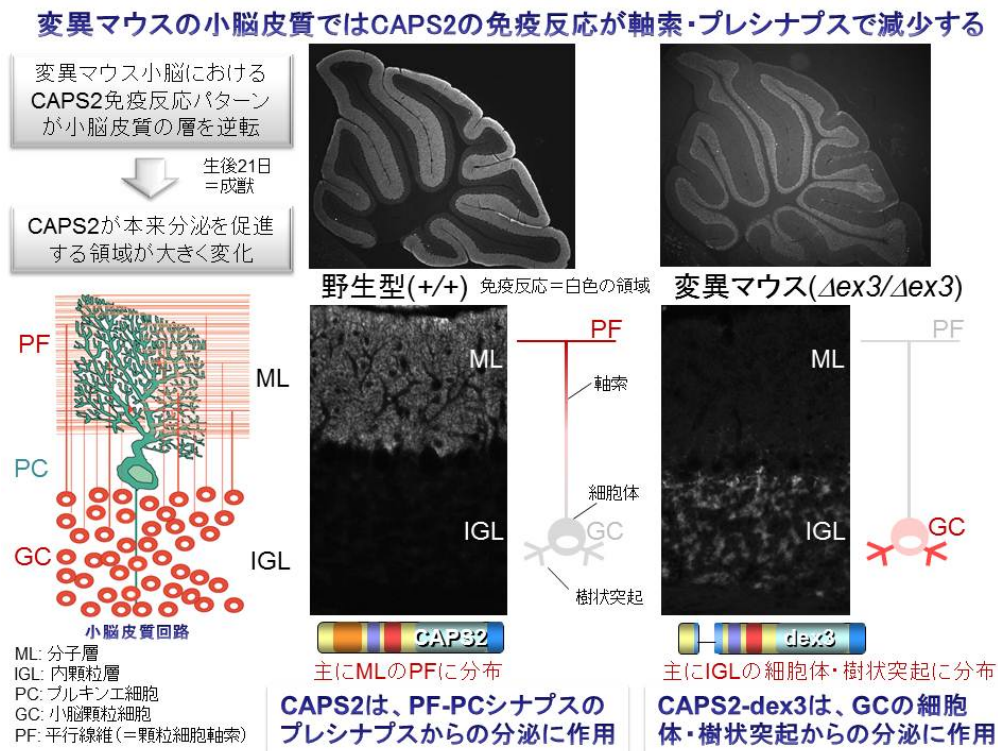 変異マウスの小脳皮質ではCAPS2の免疫反応が軸索・プレシナプスで減少する
変異マウス小脳における
CAPS2免疫反応パターン
が小脳皮質の層を逆転
生後21日
=成獣
CAPS2が本来分泌を促進
する領域が大きく変化
野生型(+/+)
免疫反応=白色の領域
変異マウス(Δex3/Δex3)
PF
ML
PC
GC
IGL
小脳皮質回路
ML: 分子層
IGL: 内顆粒層
PC: プルキンエ細胞
GC: 小脳顆粒細胞
PF: 平行線維(=顆粒細胞軸索)
ML
IGL
PF
軸索
細胞体
GC
樹状突起
CAPS2
主にMLのPFに分布
CAPS2は、PF-PCシナプスの
プレシナプスからの分泌に作用
ML
IGL
PF
GC
dex3
主にIGLの細胞体・樹状突起に分布
CAPS2-dex3は、GCの細胞
体・樹状突起からの分泌に作用